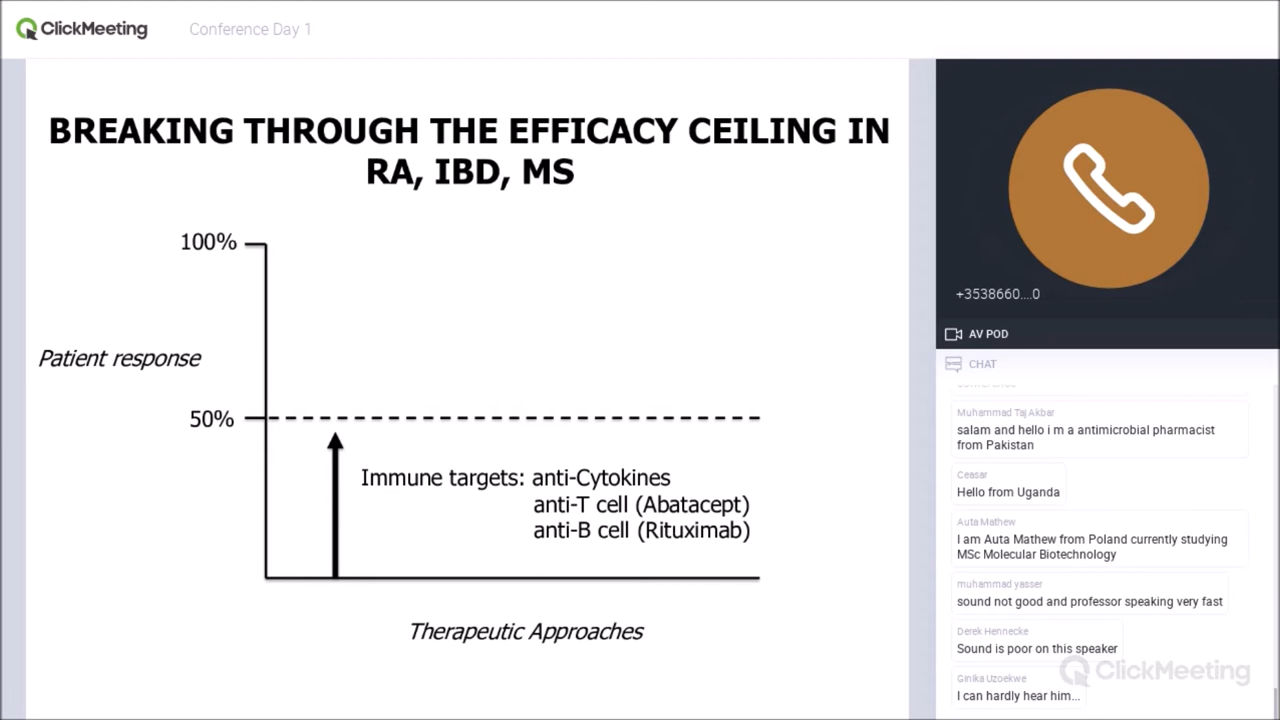 ClickMeeting
Conference Day 1
BREAKING THROUGH THE EFFICACY CEILING IN
RA, IBD, MS
100%
Patient response
50%
Immune targets: anti-Cytokines
anti-T cell (Abatacept)
anti-B cell (Rituximab)
Therapeutic Approaches
+3538660....0
AV POD
CHAT
Muhammad Taj Akbar
salam and hello i m a antimicrobial pharmacist
from Pakistan
Ceasar
Hello from Uganda
Auta Mathew
I am Auta Mathew from Poland currently studying
MSc Molecular Biotechnology
muhammad yasser
sound not good and professor speaking very fast
Derek Hennecke
Sound is poor on this speaker
ClickMeeting
Ginika Uzoekwe
I can hardly hear him...